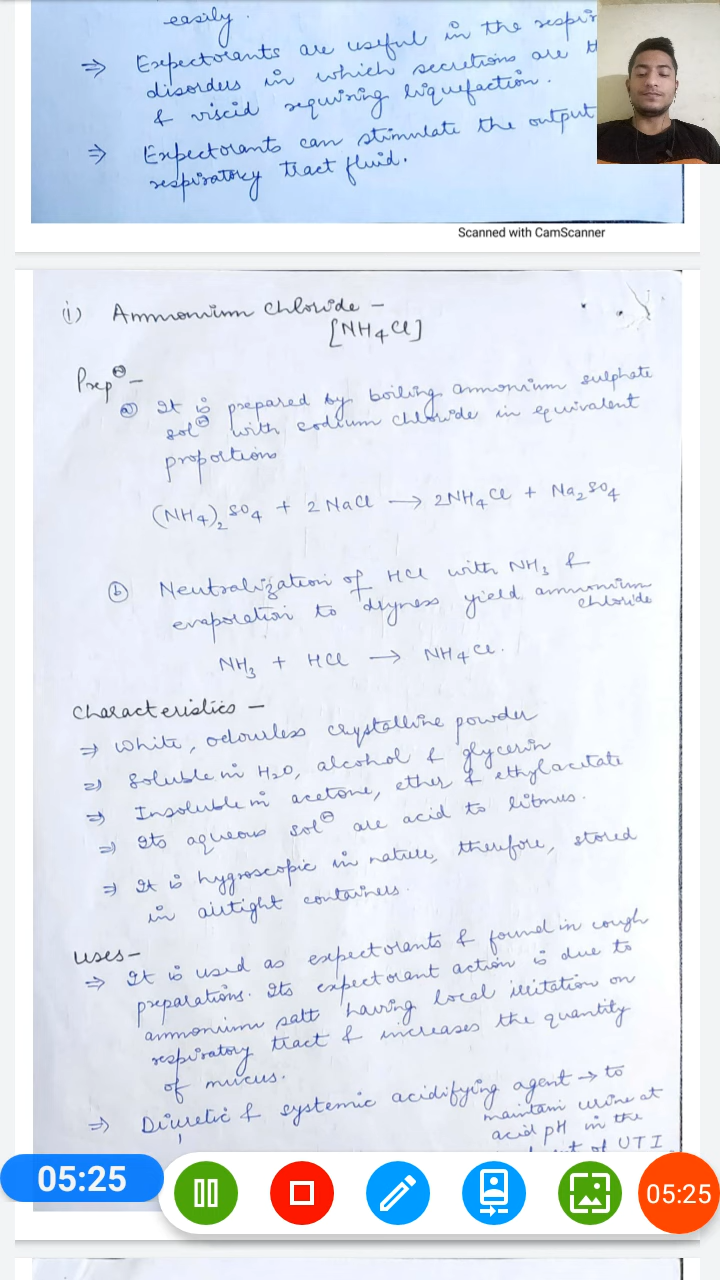 easily.
⇒ Expectorants are useful in the
disorders in which secretions are
& viscid requiring liquefaction.
⇒ Expectorants can stimulate the output
respiratory tract fluid.
Scanned with CamScanner
i) Ammonium Chloride -
[NH4Cl]
Prepⁿ -
a) It is prepared by boiling ammonium sulphate
solⁿ with sodium chloride in equivalent
proportions
(NH4)2SO4 + 2NaCl → 2NH4Cl + Na2SO4
b) Neutralization of HCl with NH3 &
evaporation to dryness yield ammonium
chloride
NH3 + HCl → NH4Cl.
Characteristics -
⇒ White, odourless crystalline powder
⇒ Soluble in H2O, alcohol & glycerin
⇒ Insoluble in acetone, ether & ethylacitate
⇒ Its aqueous solⁿ are acid to litmus.
⇒ It is hygroscopic in nature, therefore, stored
in airtight containers.
Uses -
⇒ It is used as expectorants & found in cough
preparations. Its expectorant action is due to
ammonium salt having local irritation on
respiratory tract & increases the quantity
of mucus.
⇒ Diuretic & systemic acidifying agent → to
maintain urine at
acid pH in the
of UTI
05:25
05:25